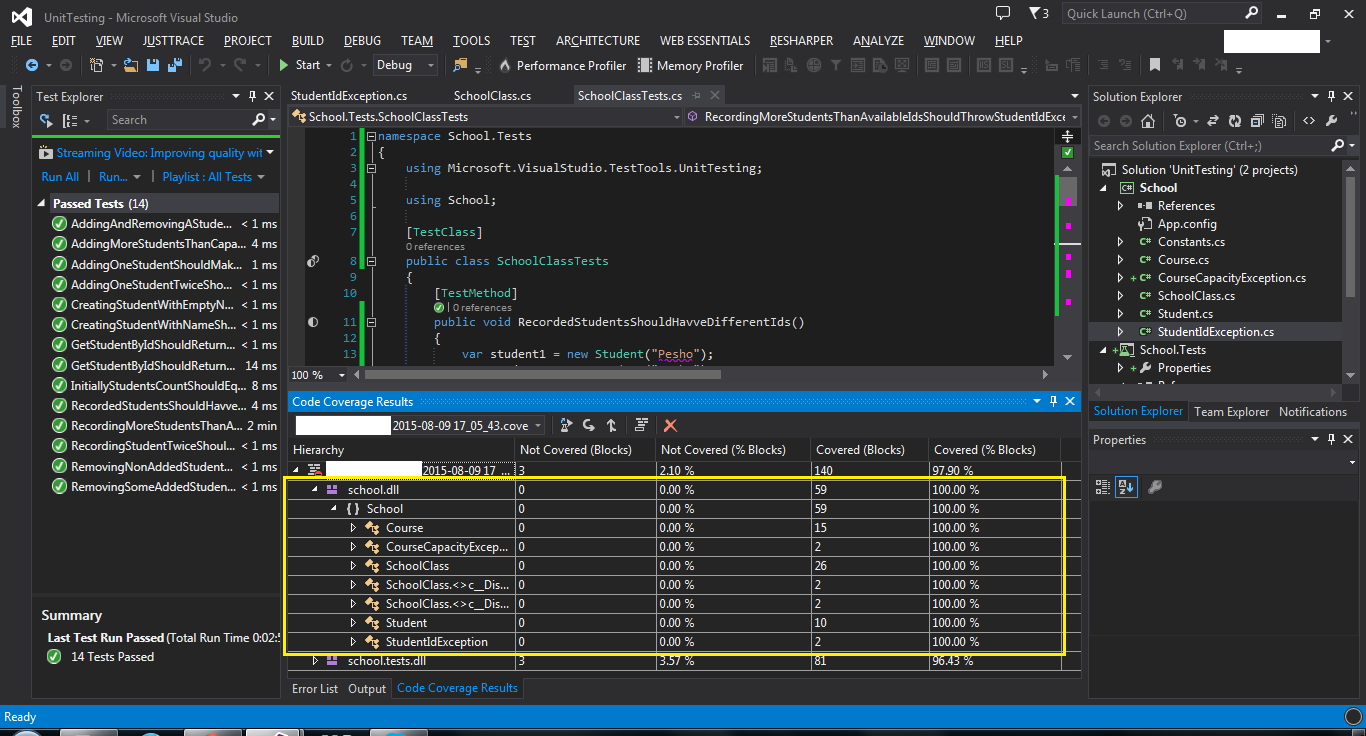 UnitTesting - Microsoft Visual Studio
3
Quick Launch (Ctrl+Q)
FILE EDIT VIEW JUSTTRACE PROJECT BUILD DEBUG TEAM TOOLS TEST ARCHITECTURE WEB ESSENTIALS RESHARPER ANALYZE WINDOW HELP
Start Debug Performance Profiler Memory Profiler
Toolbox
Test Explorer
Search
Streaming Video: Improving quality wit
Run All | Run... | Playlist : All Tests
Passed Tests (14)
AddingAndRemovingAStude... < 1 ms
AddingMoreStudentsThanCapa... 4 ms
AddingOneStudentShouldMak... 1 ms
AddingOneStudentTwiceSho... < 1 ms
CreatingStudentWithEmptyN... < 1 ms
CreatingStudentWithNameSh... < 1 ms
GetStudentByIdShouldReturn... < 1 ms
GetStudentByIdShouldReturn... 14 ms
InitiallyStudentsCountShouldEq... 8 ms
RecordedStudentsShouldHavve... 4 ms
RecordingMoreStudentsThanA... 2 min
RecordingStudentTwiceShoul... < 1 ms
RemovingNonAddedStudent... < 1 ms
RemovingSomeAddedStuden... < 1 ms
Summary
Last Test Run Passed (Total Run Time 0:02:5
14 Tests Passed
StudentIdException.cs SchoolClass.cs SchoolClassTests.cs
School.Tests.SchoolClassTests RecordingMoreStudentsThanAvailableIdsShouldThrowStudentIdExce
1 namespace School.Tests
2 {
3 using Microsoft.VisualStudio.TestTools.UnitTesting;
4
5 using School;
6
7 [TestClass]
0 references
8 public class SchoolClassTests
9 {
10 [TestMethod]
| 0 references
11 public void RecordedStudentsShouldHavveDifferentIds()
12 {
13 var student1 = new Student("Pesho");
100 %
Code Coverage Results
2015-08-09 17_05_43.cove
Hierarchy Not Covered (Blocks) Not Covered (% Blocks) Covered (Blocks) Covered (% Blocks)
2015-08-09 17 ... 3 2.10 % 140 97.90 %
school.dll 0 0.00 % 59 100.00 %
{ } School 0 0.00 % 59 100.00 %
Course 0 0.00 % 15 100.00 %
CourseCapacityExcep... 0 0.00 % 2 100.00 %
SchoolClass 0 0.00 % 26 100.00 %
SchoolClass.<>c__Dis... 0 0.00 % 2 100.00 %
SchoolClass.<>c__Dis... 0 0.00 % 2 100.00 %
Student 0 0.00 % 10 100.00 %
StudentIdException 0 0.00 % 2 100.00 %
school.tests.dll 3 3.57 % 81 96.43 %
Error List Output Code Coverage Results
Solution Explorer
Search Solution Explorer (Ctrl+;)
Solution 'UnitTesting' (2 projects)
School
References
App.config
Constants.cs
Course.cs
CourseCapacityException.cs
SchoolClass.cs
Student.cs
StudentIdException.cs
School.Tests
Properties
Solution Explorer Team Explorer Notifications
Properties
Ready